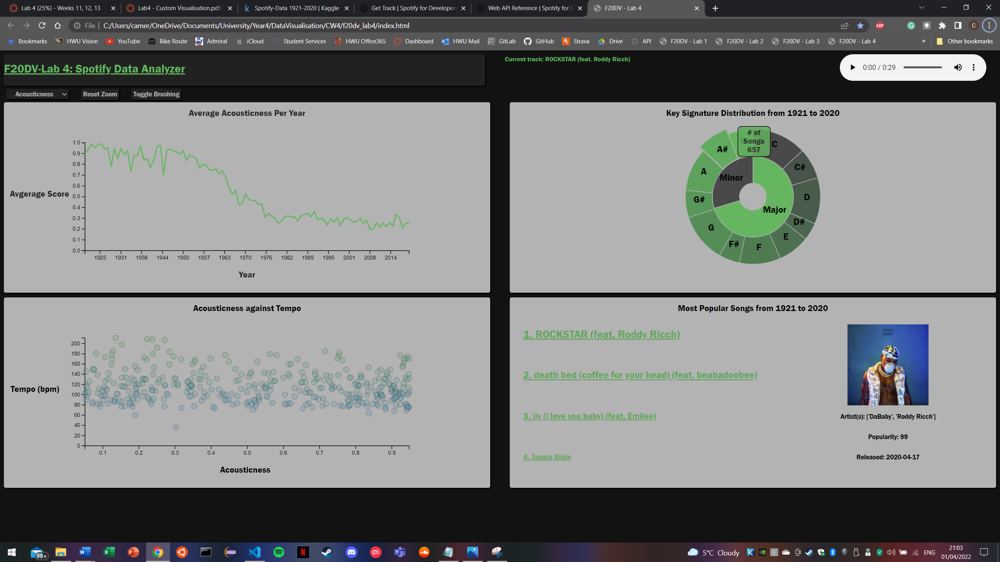 Lab 4 (25%) - Weeks 11, 12, 13
Lab4 - Custom Visualisation.pdf:
Spotify-Data 1921-2020 | Kaggle
Get Track | Spotify for Developers
Web API Reference | Spotify for D
F20DV - Lab 4
File
C:/Users/camer/OneDrive/Documents/University/Year4/DataVisualisation/CW4/f20dv_lab4/index.html
ABP
C
Bookmarks
Bb
HWU Vision
YouTube
Bike Route
Admiral
iCloud
Student Services
HWU Office365
Dashboard
HWU Mail
GitLab
GitHub
Strava
Drive
API
F20DV - Lab 1
F20DV - Lab 2
F20DV - Lab 3
F20DV - Lab 4
»
Other bookmarks
F20DV-Lab 4: Spotify Data Analyzer
Current track: ROCKSTAR (feat. Roddy Ricch)
0:00 / 0:29
Acousticness
Reset Zoom
Toggle Brushing
Average Acousticness Per Year
1.0
0.9
0.8
0.7
0.6
0.5
0.4
0.3
0.2
0.1
0.0
Avgerage Score
1925 1931 1938 1944 1950 1957 1963 1970 1976 1982 1989 1995 2001 2008 2014
Year
Key Signature Distribution from 1921 to 2020
# of
Songs
657
C
C#
D
D#
E
F
F#
G
G#
A
A#
Minor
Major
Acousticness against Tempo
200
180
160
140
120
100
80
60
40
20
0
Tempo (bpm)
0.1 0.2 0.3 0.4 0.5 0.6 0.7 0.8 0.9
Acousticness
Most Popular Songs from 1921 to 2020
1. ROCKSTAR (feat. Roddy Ricch)
2. death bed (coffee for your head) (feat. beabadoobee)
3. ily (i love you baby) (feat. Emilee)
4. Toosie Slide
Artist(s): ['DaBaby', 'Roddy Ricch']
Popularity: 99
Released: 2020-04-17
99+
5°C Cloudy
ENG
21:03
01/04/2022